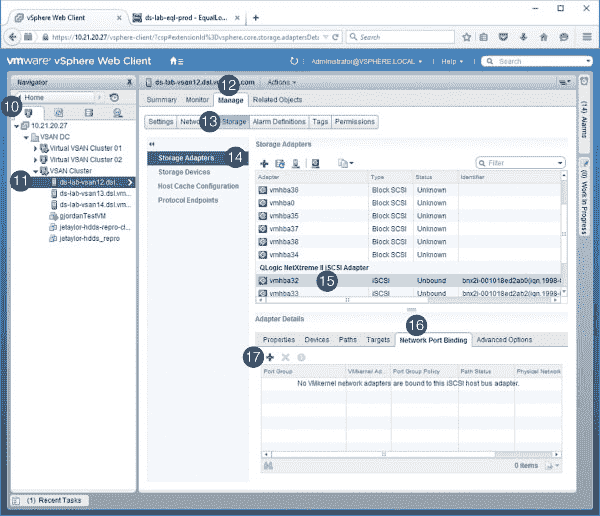 vSphere Web Client
ds-lab-eql-prod - EqualLo...
https://10.21.20.27/vsphere-client/?csp#extensionId%3Dvsphere.core.storage.adaptersDeta
Search
vmware® vSphere Web Client
Administrator@VSPHERE.LOCAL
Help
Search
Navigator
ds-lab-vsan12.dsl.v
.com
Actions
12
Home
Summary
Monitor
Manage
Related Objects
10
Settings
Netwo
13
Storage
Alarm Definitions
Tags
Permissions
10.21.20.27
VSAN DC
Virtual VSAN Cluster 01
Virtual VSAN Cluster 02
VSAN Cluster
11
ds-lab-vsan12.dsl...
ds-lab-vsan13.dsl.vm...
ds-lab-vsan14.dsl.vm...
gjordanTestVM
jetaylor-hdds-repro-cl...
jetaylor-hdds_repro
Storage Adapters
14
Storage Devices
Host Cache Configuration
Protocol Endpoints
Storage Adapters
Filter
Adapter
Type
Status
Identifier
vmhba36
Block SCSI
Unknown
vmhba0
Block SCSI
Unknown
vmhba35
Block SCSI
Unknown
vmhba37
Block SCSI
Unknown
vmhba38
Block SCSI
Unknown
vmhba34
Block SCSI
Unknown
QLogic NetXtreme II iSCSI Adapter
vmhba32
15
iSCSI
Unbound
bnx2i-001018ed2ab0(iqn.1998-0
vmhba33
iSCSI
Unbound
Adapter Details
16
Properties
Devices
Paths
Targets
Network Port Binding
Advanced Options
17
Port Group
VMkernel Ad...
Port Group Policy
Path Status
Physical Network
No VMkernel network adapters are bound to this iSCSI host bus adapter.
0 items
(14) Alarms
(0) Work In Progress
(1) Recent Tasks